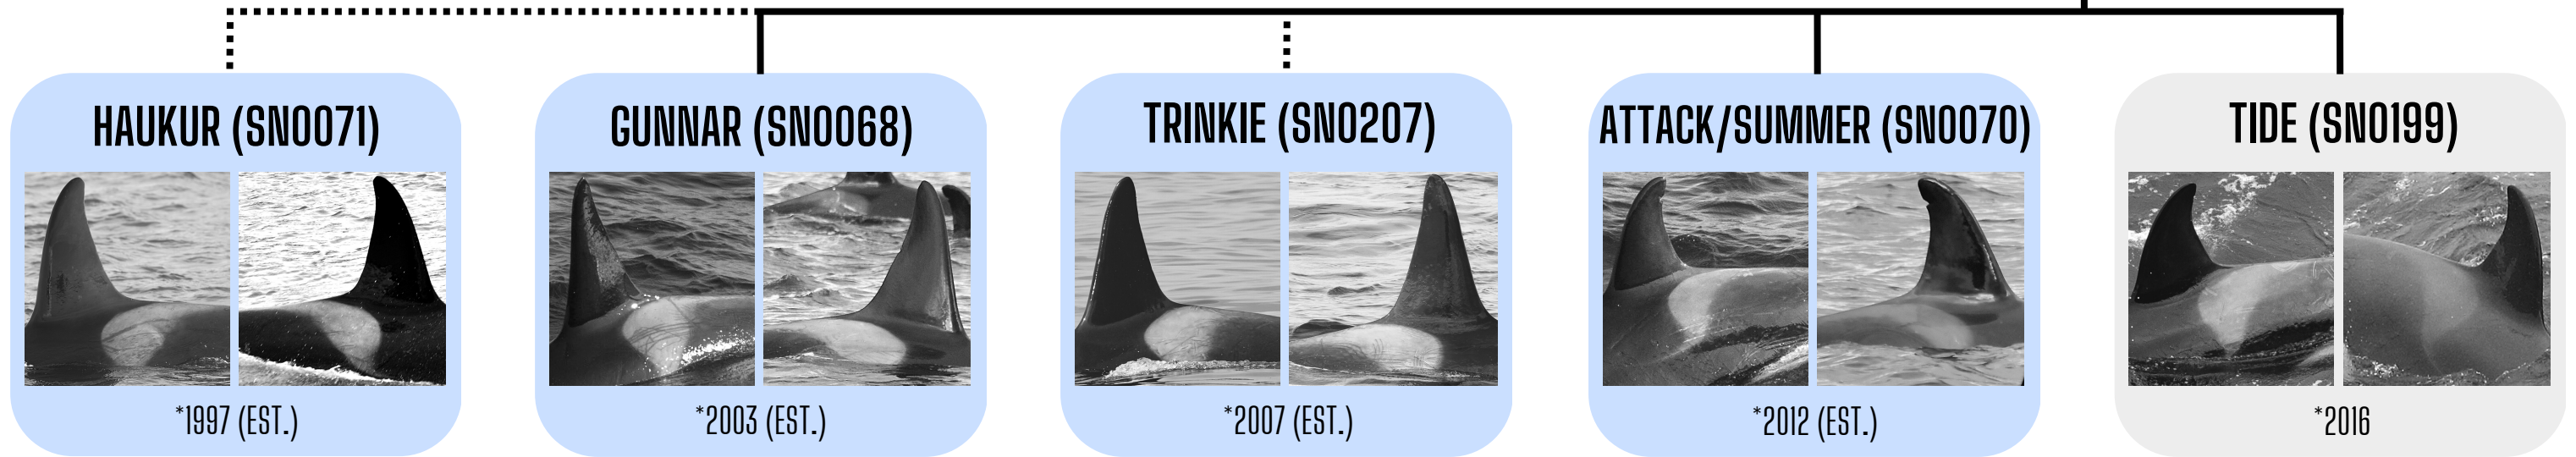 HAUKUR (SN0071)
*1997 (EST.)
GUNNAR (SN0068)
*2003 (EST.)
TRINKIE (SN0207)
*2007 (EST.)
ATTACK/SUMMER (SN0070)
*2012 (EST.)
TIDE (SN0199)
*2016